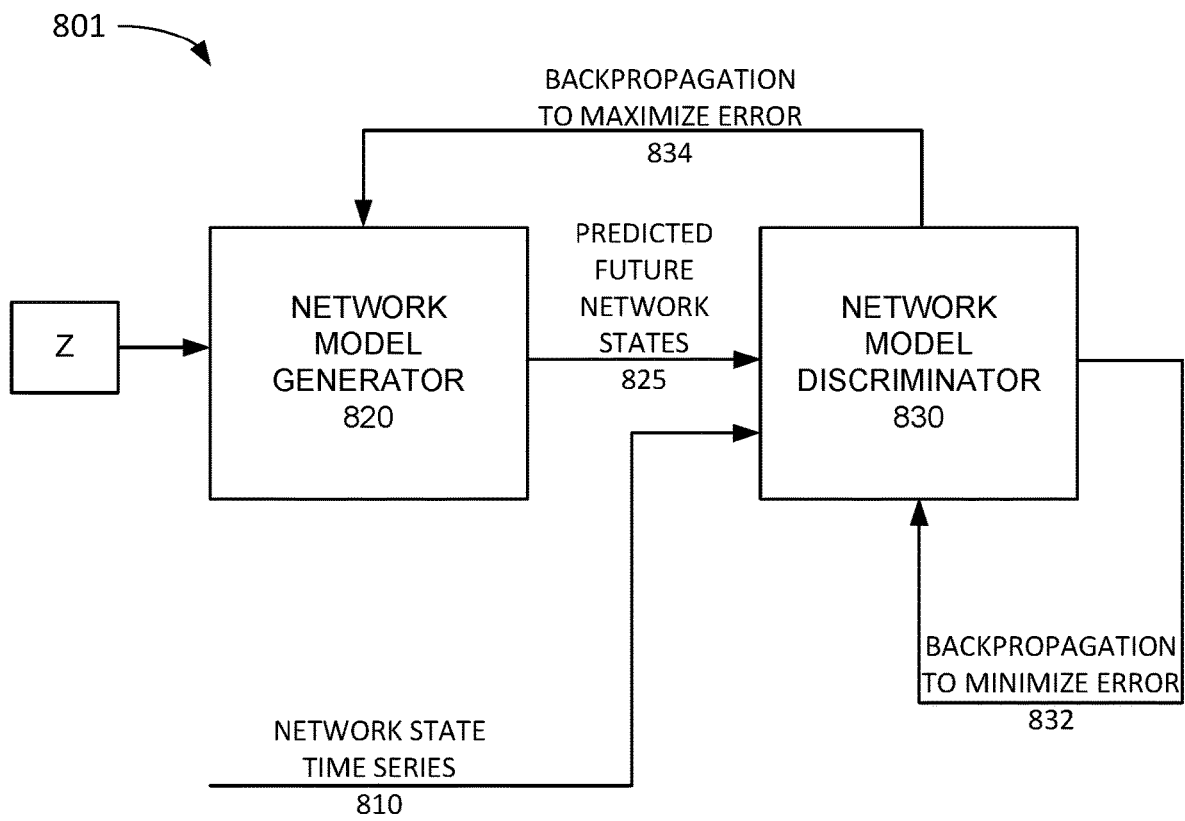 801
BACKPROPAGATION
TO MAXIMIZE ERROR
834
Z
NETWORK
MODEL
GENERATOR
820
PREDICTED
FUTURE
NETWORK
STATES
825
NETWORK
MODEL
DISCRIMINATOR
830
BACKPROPAGATION
TO MINIMIZE ERROR
832
NETWORK STATE
TIME SERIES
810